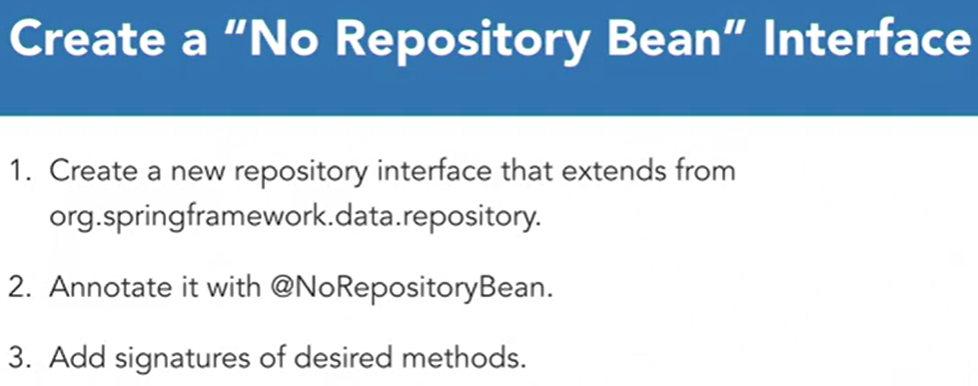 Create a “No Repository Bean” Interface
1. Create a new repository interface that extends from
org.springframework.data.repository.
2. Annotate it with @NoRepositoryBean.
3. Add signatures of desired methods.